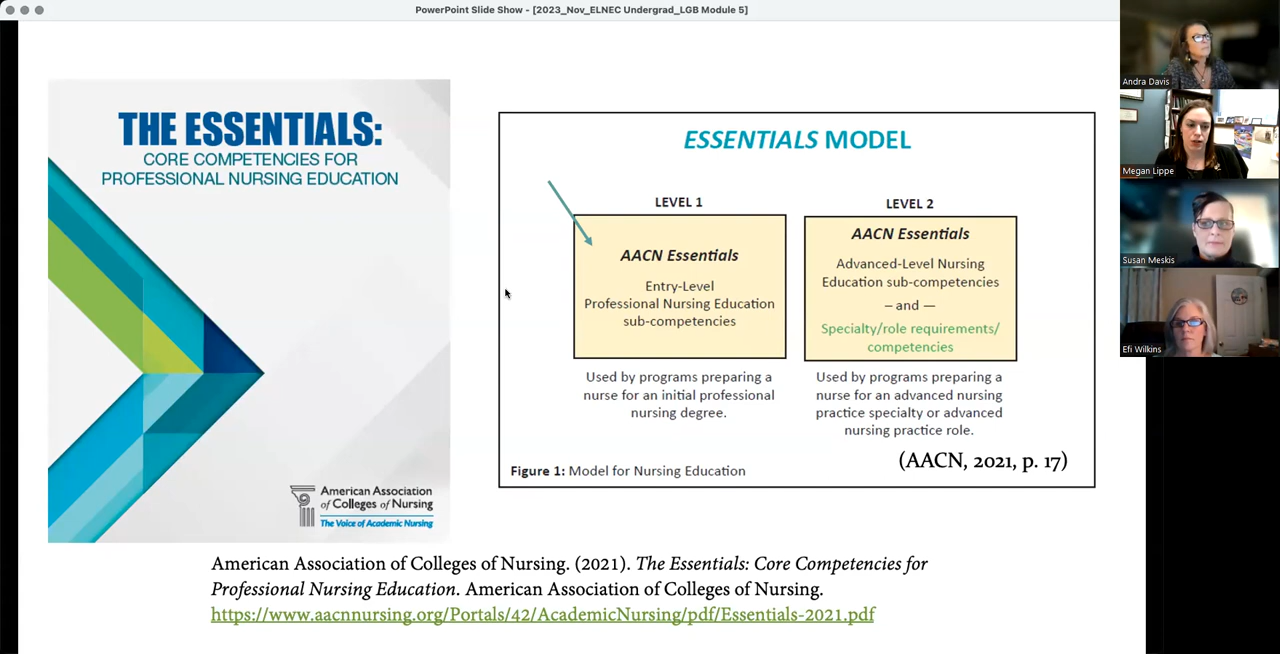 PowerPoint Slide Show - [2023_Nov_ELNEC Undergrad_LGB Module 5]
THE ESSENTIALS:
CORE COMPETENCIES FOR
PROFESSIONAL NURSING EDUCATION
American Association
of Colleges of Nursing
The Voice of Academic Nursing
ESSENTIALS MODEL
LEVEL 1
AACN Essentials
Entry-Level
Professional Nursing Education
sub-competencies
Used by programs preparing a
nurse for an initial professional
nursing degree.
LEVEL 2
AACN Essentials
Advanced-Level Nursing
Education sub-competencies
– and —
Specialty/role requirements/
competencies
Used by programs preparing a
nurse for an advanced nursing
practice specialty or advanced
nursing practice role.
(AACN, 2021, p. 17)
Figure 1: Model for Nursing Education
American Association of Colleges of Nursing. (2021). The Essentials: Core Competencies for
Professional Nursing Education. American Association of Colleges of Nursing.
https://www.aacnnursing.org/Portals/42/AcademicNursing/pdf/Essentials-2021.pdf
Andra Davis
Megan Lippe
Susan Meskis
Efi Wilkins